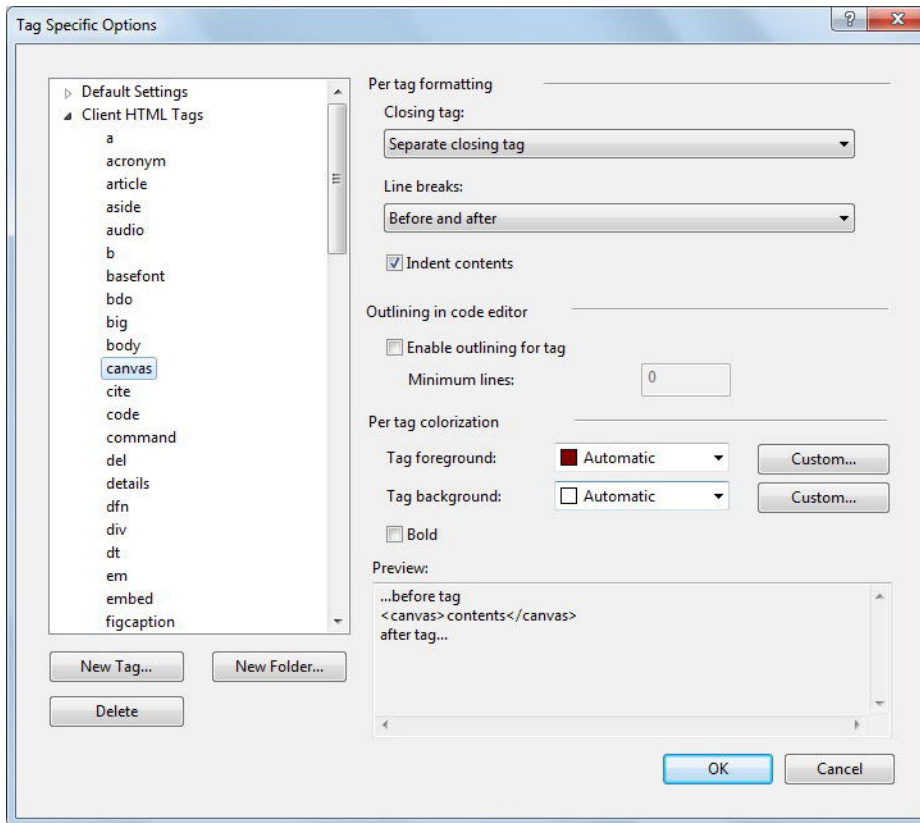 Tag Specific Options
Default Settings
Client HTML Tags
a
acronym
article
aside
audio
b
basefont
bdo
big
body
canvas
cite
code
command
del
details
dfn
div
dt
em
embed
figcaption
New Tag...
New Folder...
Delete
Per tag formatting
Closing tag:
Separate closing tag
Line breaks:
Before and after
Indent contents
Outlining in code editor
Enable outlining for tag
Minimum lines: 0
Per tag colorization
Tag foreground: Automatic Custom...
Tag background: Automatic Custom...
Bold
Preview:
...before tag
<canvas>contents</canvas>
after tag...
OK
Cancel